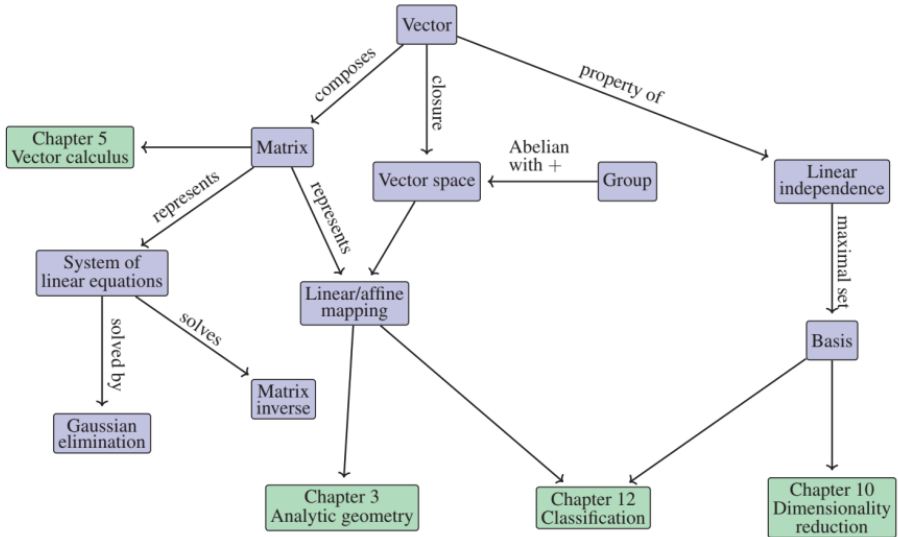 Vector
composes
closure
property of
Chapter 5
Vector calculus
Matrix
Abelian
with +
Vector space
Group
Linear
independence
represents
represents
maximal set
System of
linear equations
Linear/affine
mapping
solved by
solves
Basis
Matrix
inverse
Gaussian
elimination
Chapter 3
Analytic geometry
Chapter 12
Classification
Chapter 10
Dimensionality
reduction